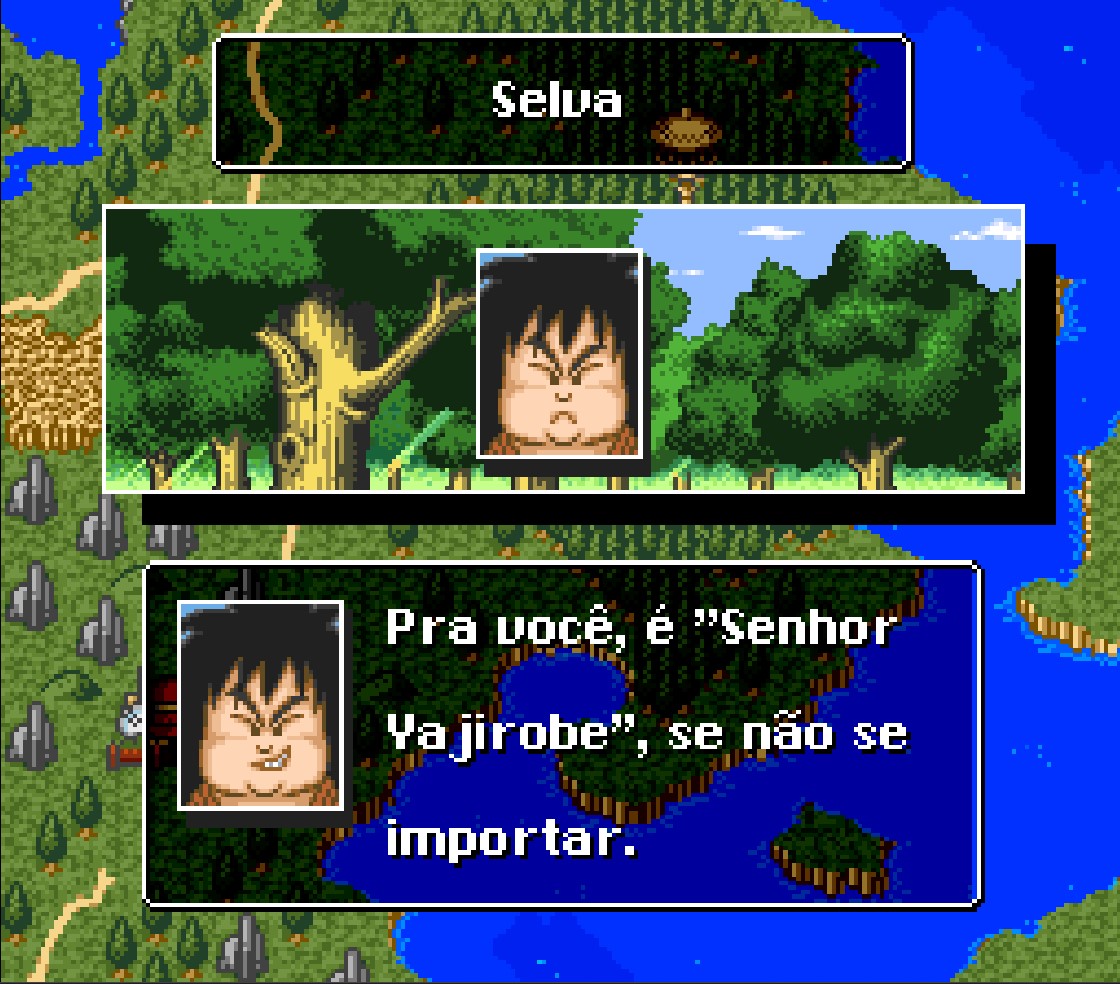 Selva
Pra você, é ”Senhor
Yajirobe”, se não se
importar.